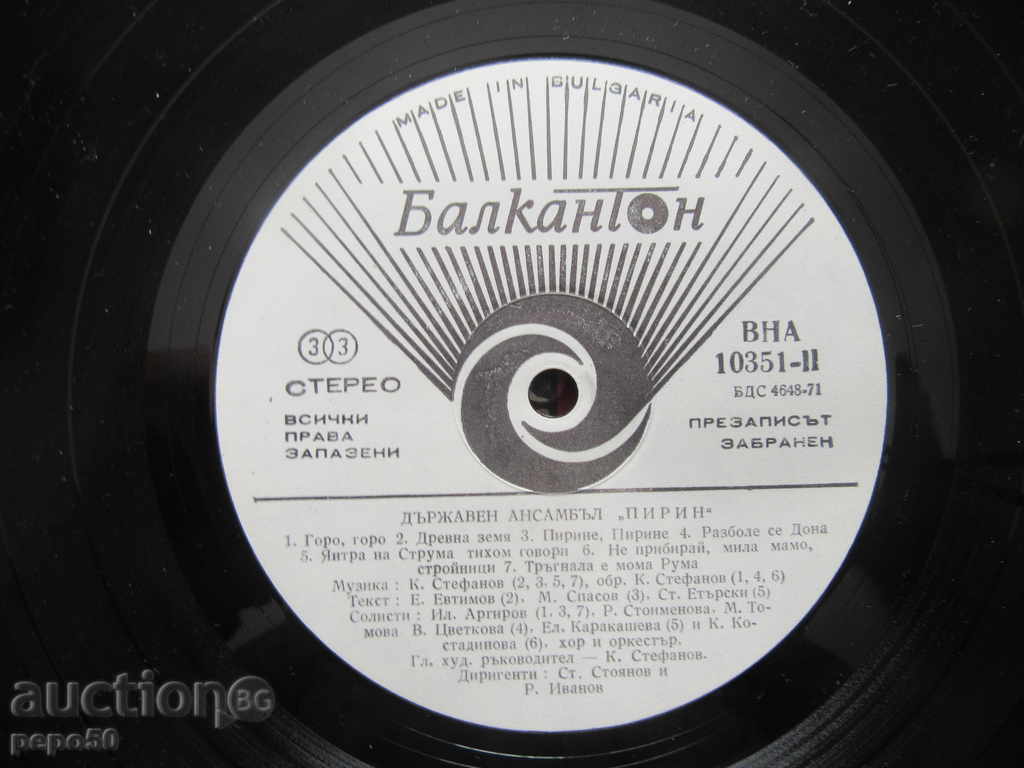 MADE IN BULGARIA
Балкантон
33
СТЕРЕО
ВСИЧКИ
ПРАВА
ЗАПАЗЕНИ
ВНА
10351-II
БДС 4648-71
ПРЕЗАПИСЪТ
ЗАБРАНЕН
ДЪРЖАВЕН АНСАМБЪЛ „ПИРИН“
1. Горо, горо 2. Древна земя 3. Пирине, Пирине 4. Разболе се Дона
5. Янтра на Струма тихом говори 6. Не прибирай, мила мамо,
стройници 7. Тръгнала е мома Рума
Музика: К. Стефанов (2, 3, 5, 7), обр. К. Стефанов (1, 4, 6)
Текст: Е. Евтимов (2), М. Спасов (3), Ст. Етърски (5)
Солисти: Ил. Аргиров (1, 3, 7), Р. Стоименова, М. То-
мова В. Цветкова (4), Ел. Каракашева (5) и К. Ко-
стадинова (6), хор и оркестър.
Гл. худ. ръководител — К. Стефанов.
Диригенти: Ст. Стоянов и
Р. Иванов
auction BG
pepo50